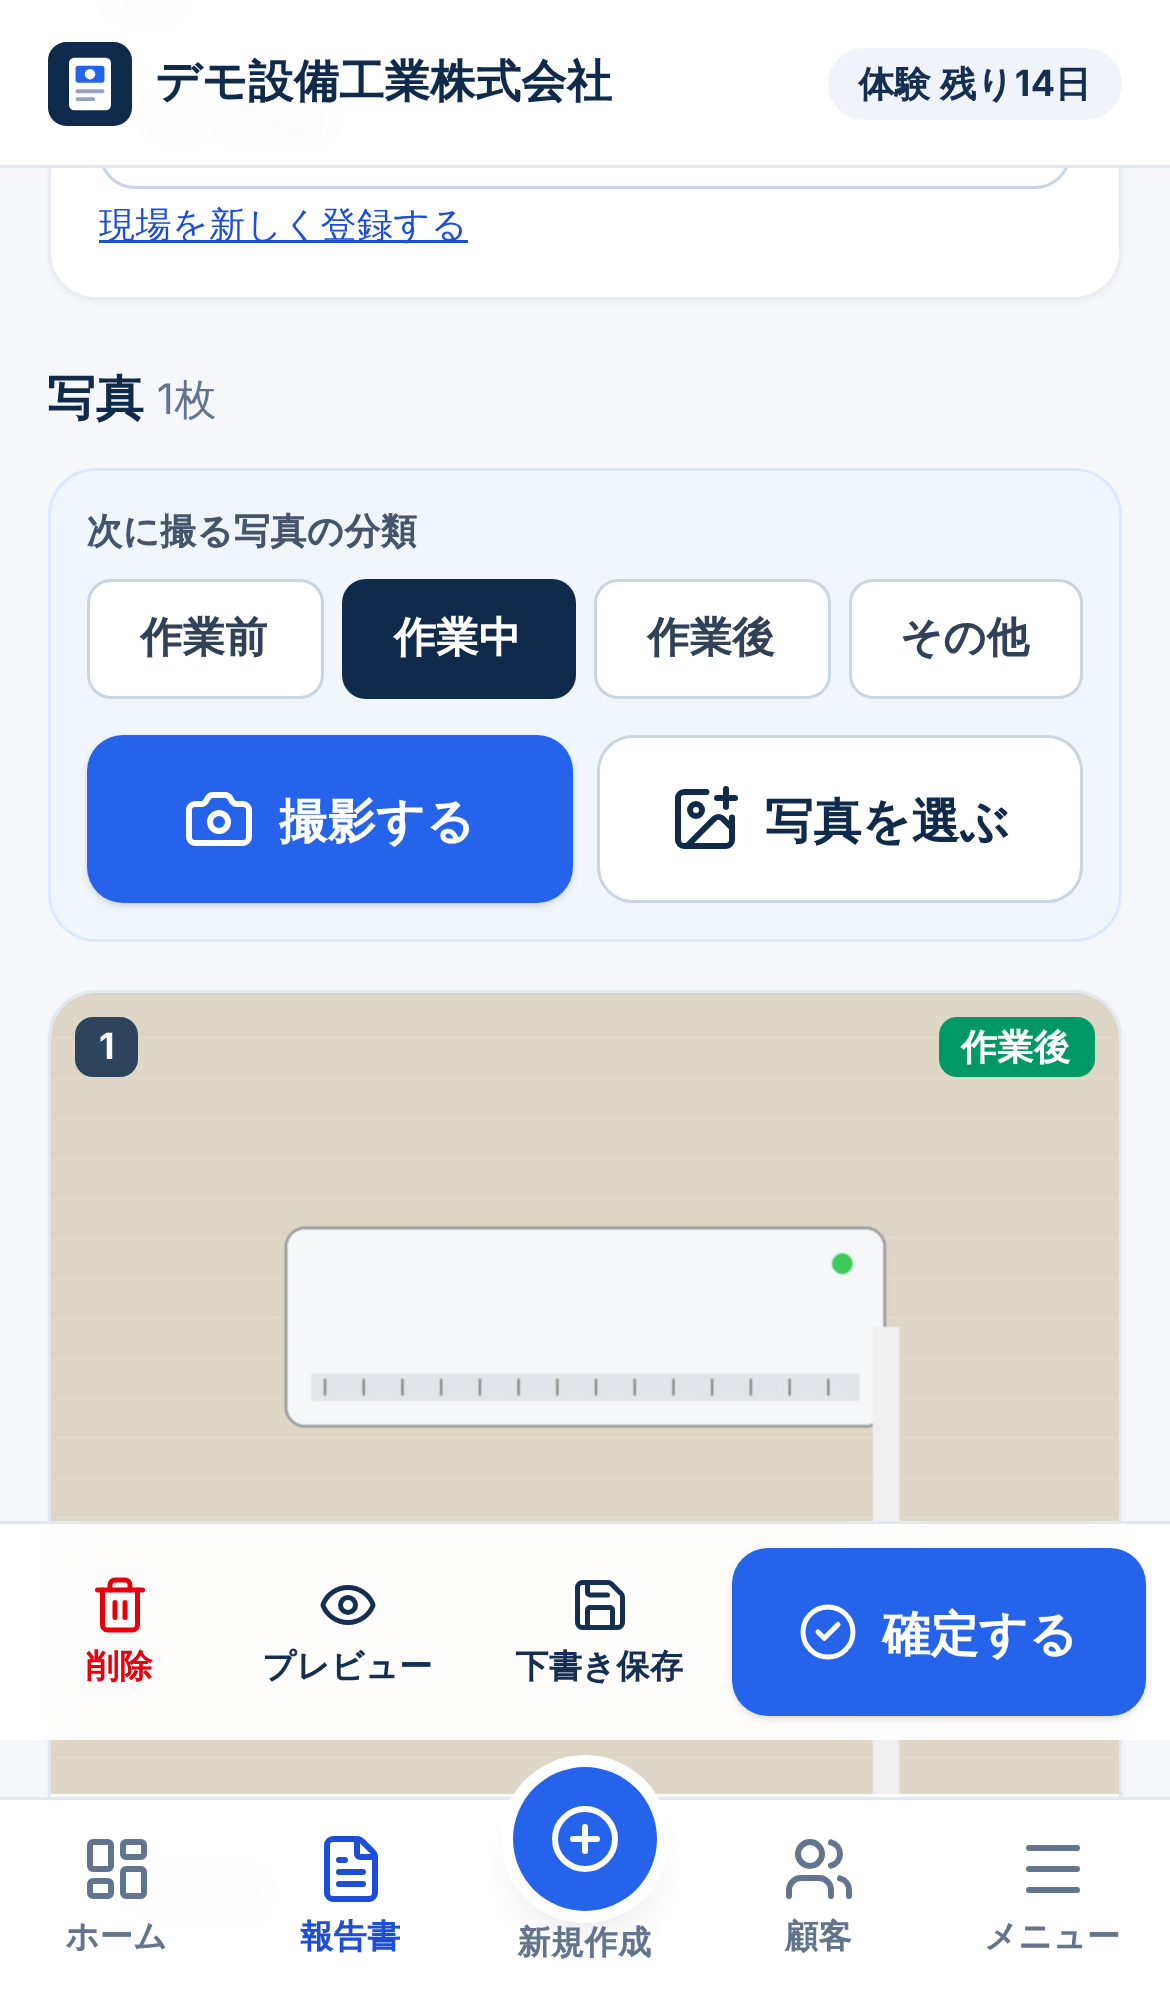 デモ設備工業株式会社
体験 残り14日
現場を新しく登録する
写真 1枚
次に撮る写真の分類
作業前
作業中
作業後
その他
撮影する
写真を選ぶ
1
作業後
削除
プレビュー
下書き保存
確定する
ホーム
報告書
新規作成
顧客
メニュー